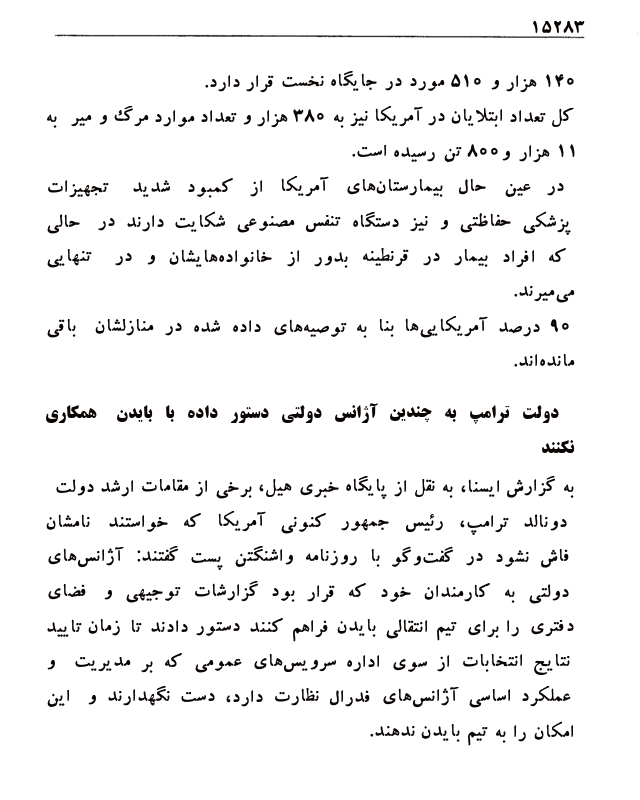 ۱۵۲۸۳
۱۴۰ هزار و ۵۱۰ مورد در جایگاه نخست قرار دارد.
کل تعداد ابتلایان در آمریکا نیز به ۳۸۰ هزار و تعداد موارد مرگ و میر به
۱۱ هزار و ۸۰۰ تن رسیده است.
در عین حال بیمارستان‌های آمریکا از کمبود شدید تجهیزات
پزشکی حفاظتی و نیز دستگاه تنفس مصنوعی شکایت دارند در حالی
که افراد بیمار در قرنطینه بدور از خانواده‌هایشان و در تنهایی
می‌میرند.
۹۰ درصد آمریکایی‌ها بنا به توصیه‌های داده شده در منازلشان باقی
مانده‌اند.
دولت ترامپ به چندین آژانس دولتی دستور داده با بایدن همکاری
نکنند
به گزارش ایسنا، به نقل از پایگاه خبری هیل، برخی از مقامات ارشد دولت
دونالد ترامپ، رئیس جمهور کنونی آمریکا که خواستند نامشان
فاش نشود در گفت‌وگو با روزنامه واشنگتن پست گفتند: آژانس‌های
دولتی به کارمندان خود که قرار بود گزارشات توجیهی و فضای
دفتری را برای تیم انتقالی بایدن فراهم کنند دستور دادند تا زمان تایید
نتایج انتخابات از سوی اداره سرویس‌های عمومی که بر مدیریت و
عملکرد اساسی آژانس‌های فدرال نظارت دارد، دست نگهدارند و این
امکان را به تیم بایدن ندهند.